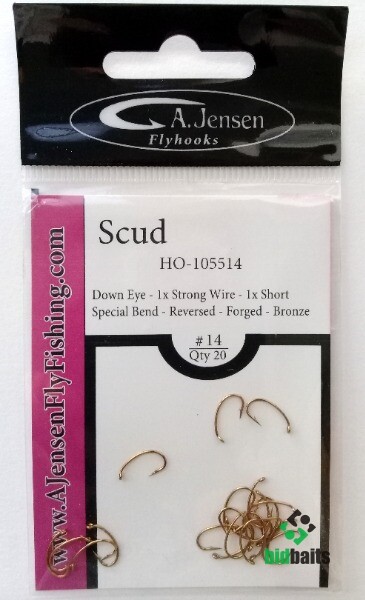 A. Jensen
Flyhooks
Scud
HO-105514
Down Eye - 1x Strong Wire - 1x Short
Special Bend - Reversed - Forged - Bronze
# 14
Qty 20
www.AJensenFlyFishing.com
bidbaits